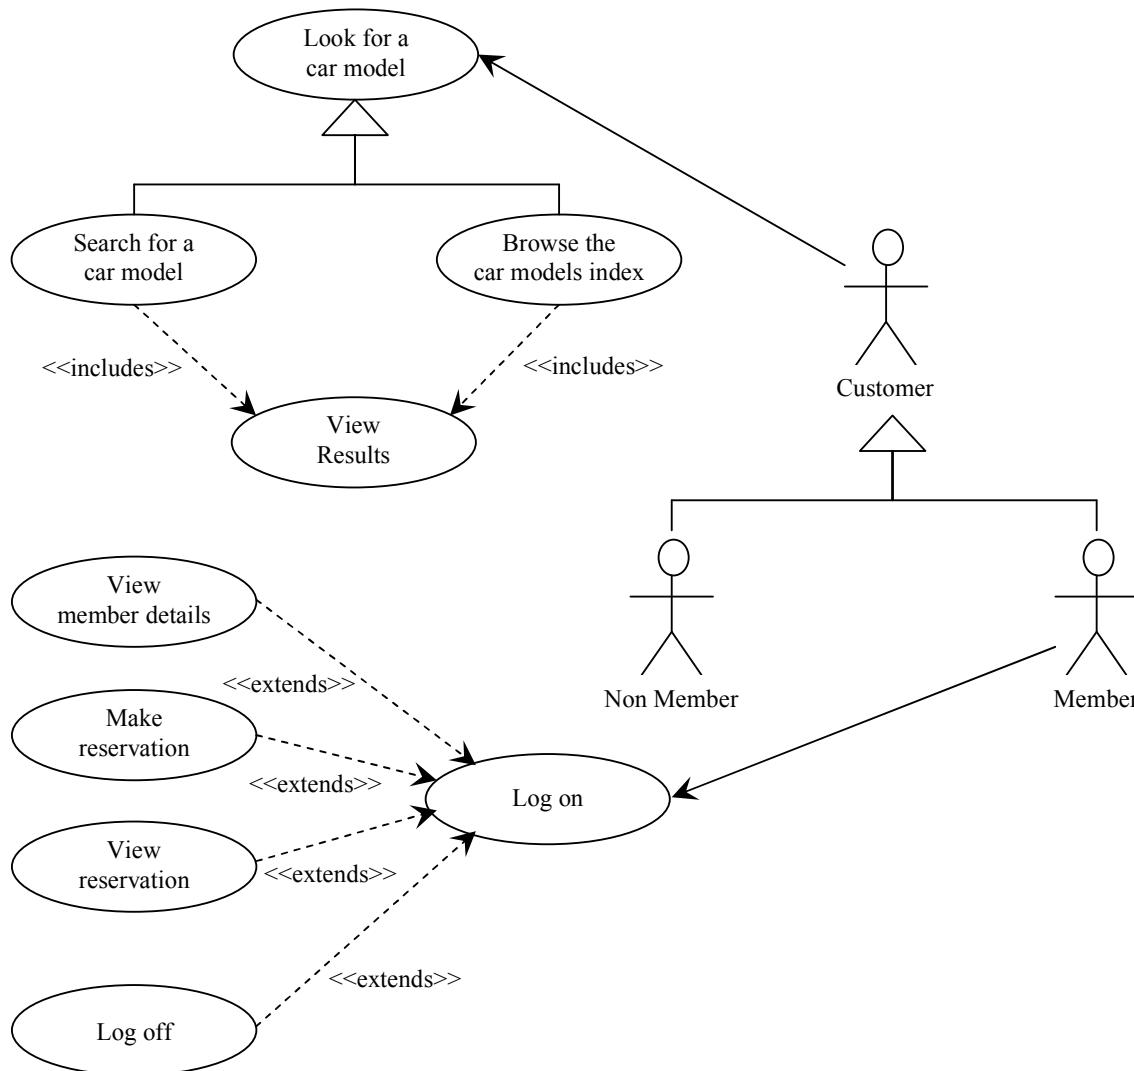 Look for a
car model
Search for a
car model
Browse the
car models index
<<includes>>
<<includes>>
Customer
View
Results
View
member details
<<extends>>
Non Member
Member
Make
reservation
<<extends>>
Log on
View
reservation
<<extends>>
<<extends>>
Log off